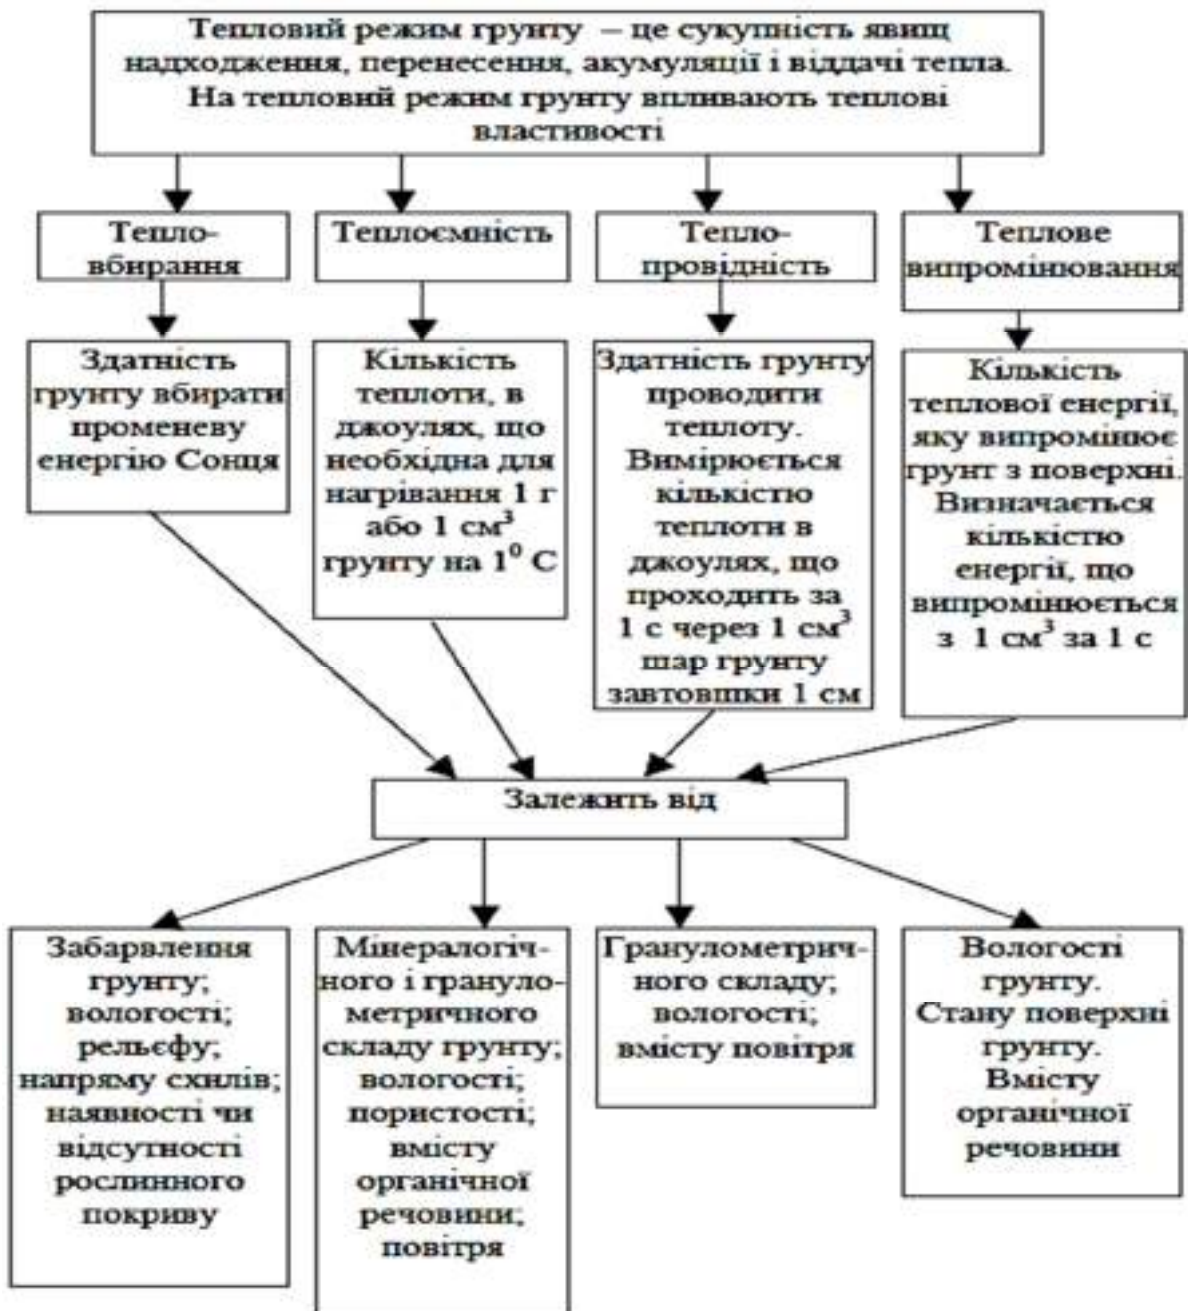 Тепловий режим грунту – це сукупність явищ
надходження, перенесення, акумуляції і віддачі тепла.
На тепловий режим грунту впливають теплові
властивості
Тепло-
вбирання
Теплоємність
Тепло-
провідність
Теплове
випромінювання
Здатність
грунту вбирати
променеву
енергію Сонця
Кількість
теплоти, в
джоулях, що
необхідна для
нагрівання 1 г
або 1 см³
грунту на 1⁰ С
Здатність грунту
проводити
теплоту.
Вимірюється
кількістю
теплоти в
джоулях, що
проходить за
1 с через 1 см³
шар грунту
завтовшки 1 см
Кількість
теплової енергії,
яку випромінює
грунт з поверхні.
Визначається
кількістю
енергії, що
випромінюється
з 1 см³ за 1 с
Залежить від
Забарвлення
грунту;
вологості;
рельєфу;
напряму схилів;
наявності чи
відсутності
рослинного
покриву
Мінералогіч-
ного і грануло-
метричного
складу грунту;
вологості;
пористості;
вмісту
органічної
речовини;
повітря
Гранулометрич-
ного складу;
вологості;
вмісту повітря
Вологості
грунту.
Стану поверхні
грунту.
Вмісту
органічної
речовини